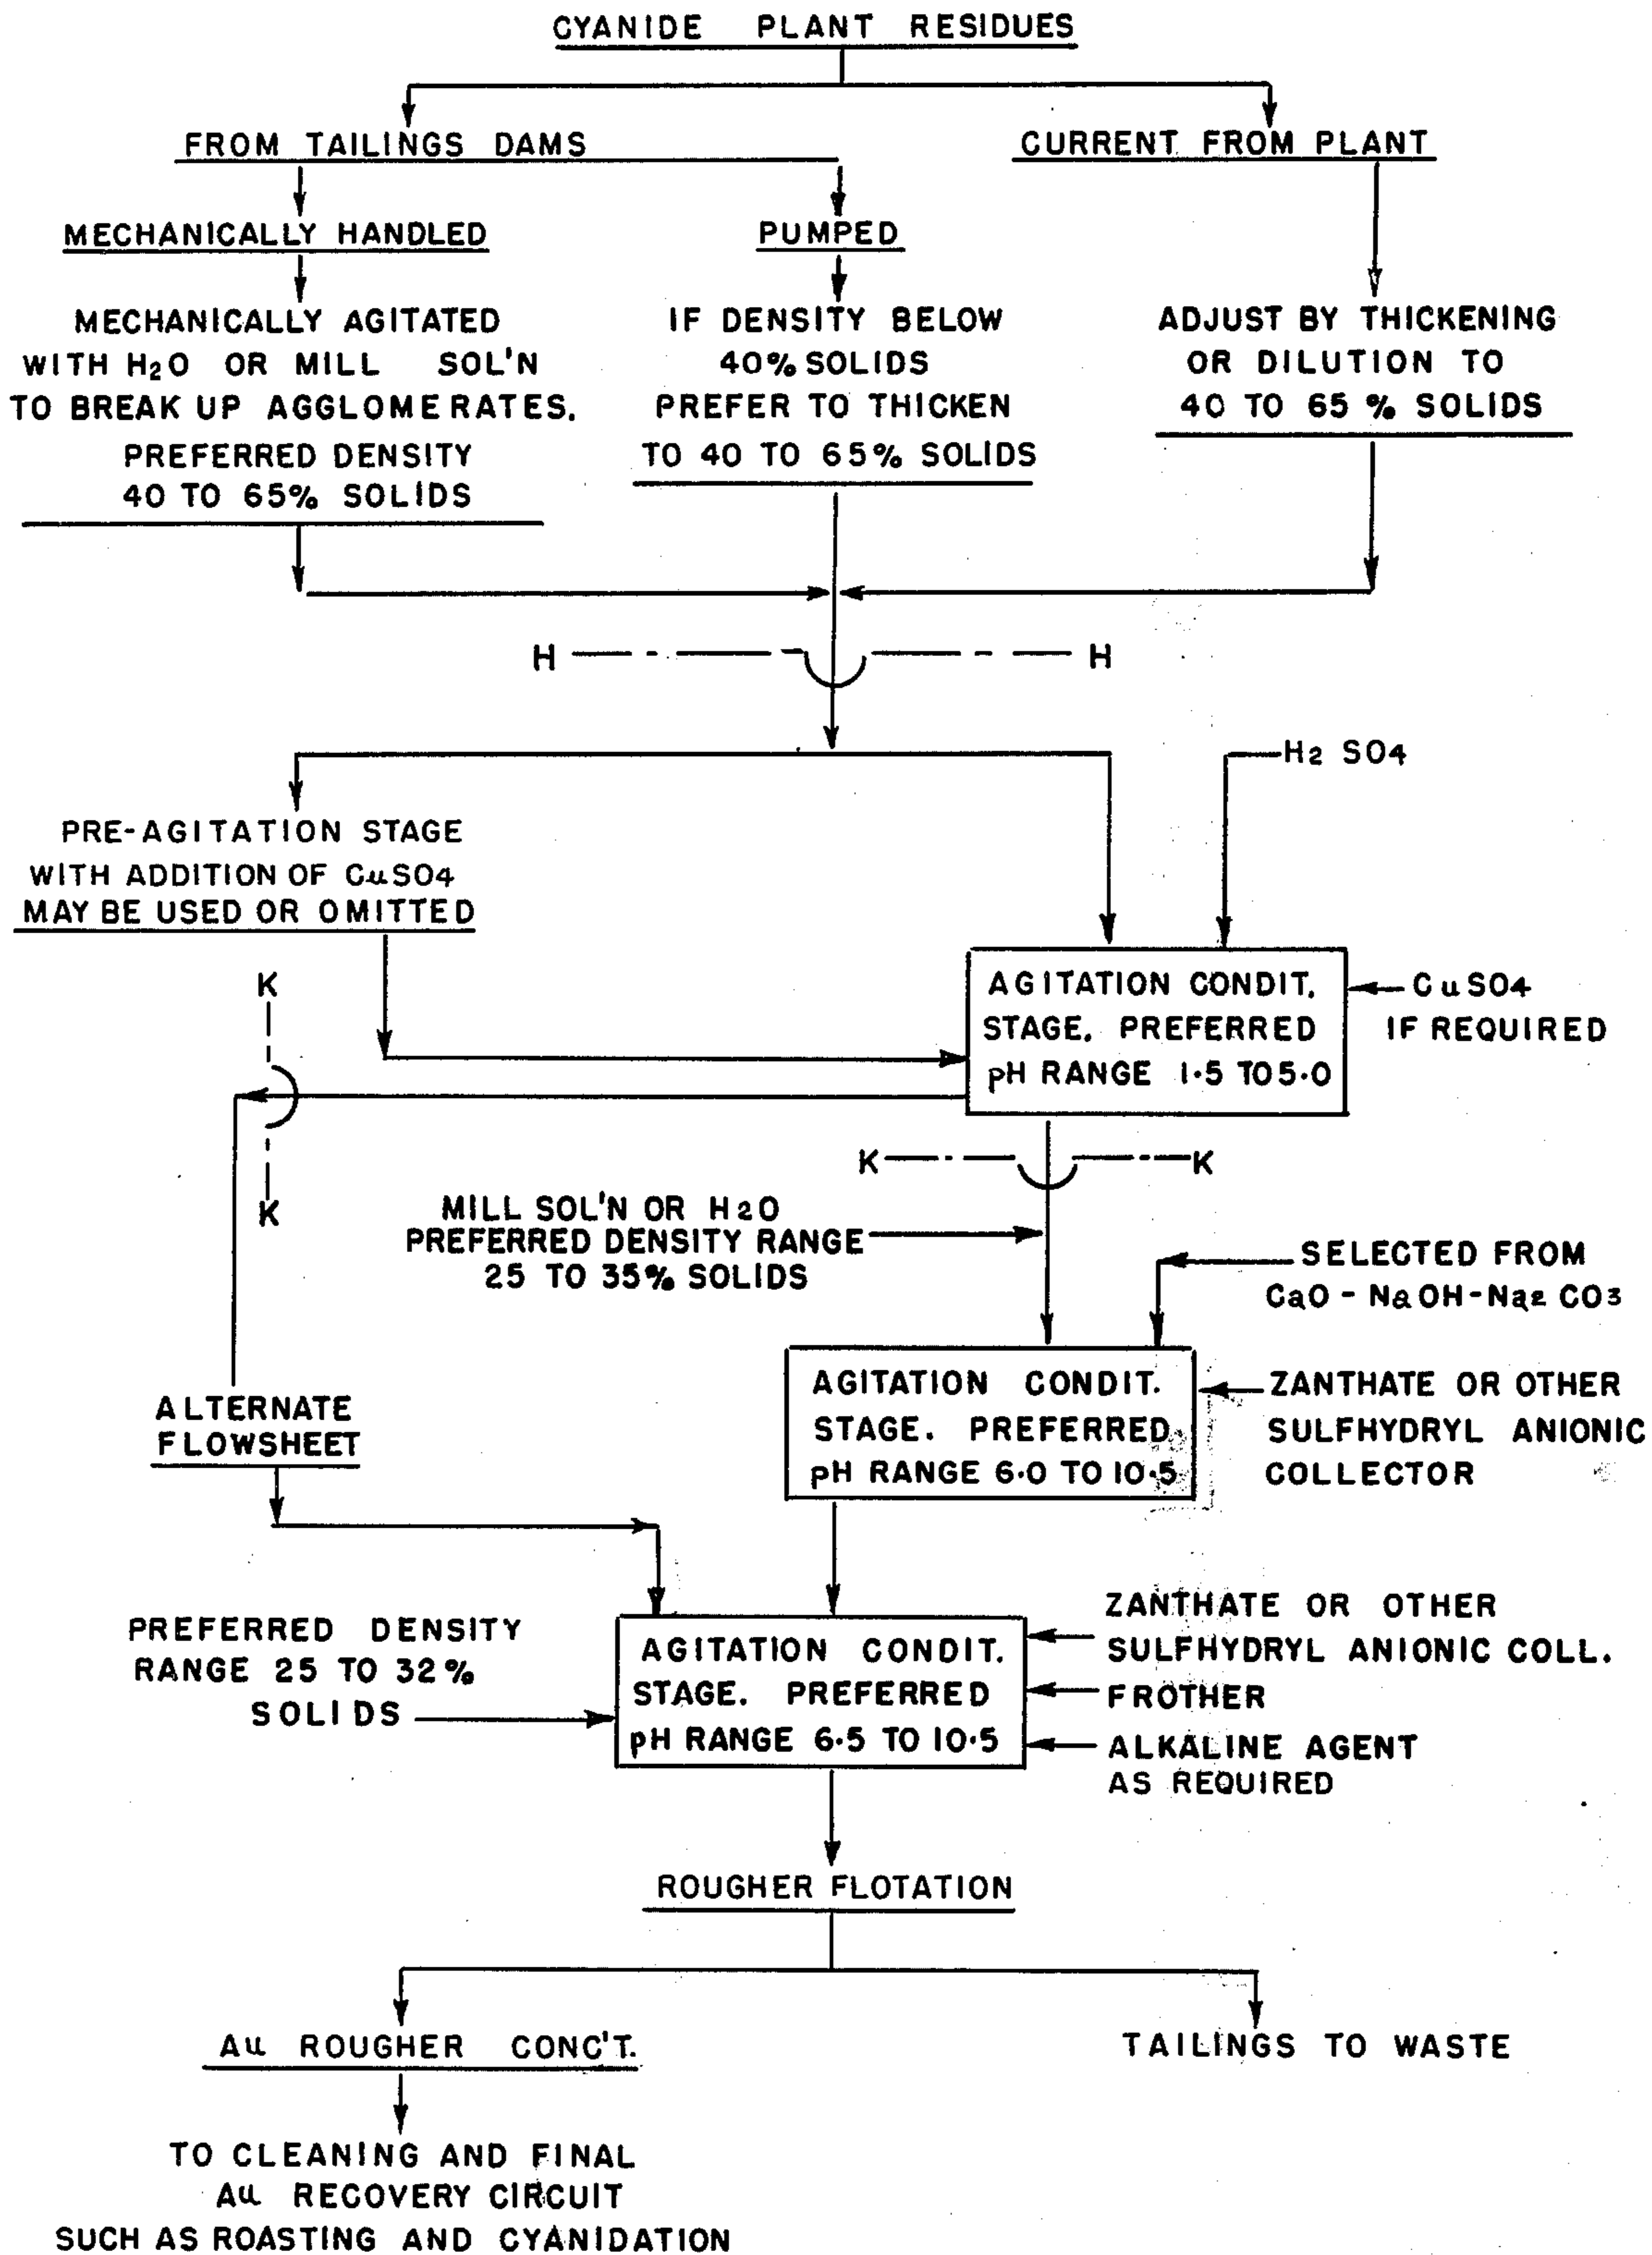 CYANIDE PLANT RESIDUES
FROM TAILINGS DAMS
CURRENT FROM PLANT
MECHANICALLY HANDLED
PUMPED
MECHANICALLY AGITATED
WITH H2O OR MILL SOL'N
TO BREAK UP AGGLOMERATES.
PREFERRED DENSITY
40 TO 65% SOLIDS
IF DENSITY BELOW
40% SOLIDS
PREFER TO THICKEN
TO 40 TO 65% SOLIDS
ADJUST BY THICKENING
OR DILUTION TO
40 TO 65 % SOLIDS
H
H
H2 SO4
PRE-AGITATION STAGE
WITH ADDITION OF CuSO4
MAY BE USED OR OMITTED
AGITATION CONDIT.
STAGE. PREFERRED
pH RANGE 1.5 TO 5.0
CuSO4
IF REQUIRED
K
K
K
K
MILL SOL'N OR H2O
PREFERRED DENSITY RANGE
25 TO 35% SOLIDS
SELECTED FROM
CaO - NaOH - Na2 CO3
AGITATION CONDIT.
STAGE. PREFERRED
pH RANGE 6.0 TO 10.5
ZANTHATE OR OTHER
SULFHYDRYL ANIONIC
COLLECTOR
ALTERNATE
FLOWSHEET
PREFERRED DENSITY
RANGE 25 TO 32%
SOLIDS
AGITATION CONDIT.
STAGE. PREFERRED
pH RANGE 6.5 TO 10.5
ZANTHATE OR OTHER
SULFHYDRYL ANIONIC COLL.
FROTHER
ALKALINE AGENT
AS REQUIRED
ROUGHER FLOTATION
Au ROUGHER CONC'T.
TAILINGS TO WASTE
TO CLEANING AND FINAL
Au RECOVERY CIRCUIT
SUCH AS ROASTING AND CYANIDATION